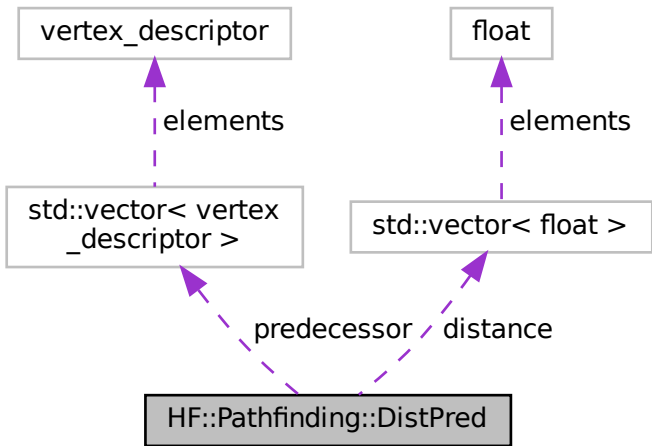 vertex_descriptor
float
elements
elements
std::vector< vertex
_descriptor >
std::vector< float >
predecessor
distance
HF::Pathfinding::DistPred